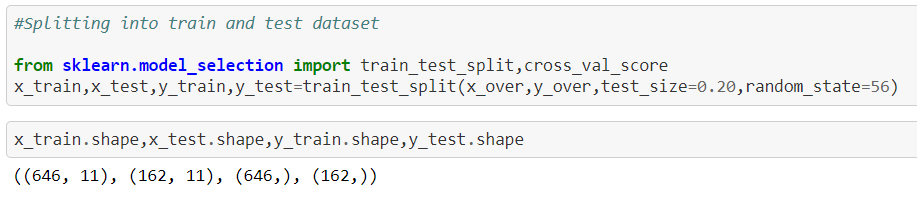 #Splitting into train and test dataset
from sklearn.model_selection import train_test_split,cross_val_score
x_train,x_test,y_train,y_test=train_test_split(x_over,y_over,test_size=0.20,random_state=56)
x_train.shape,x_test.shape,y_train.shape,y_test.shape
((646, 11), (162, 11), (646,), (162,))